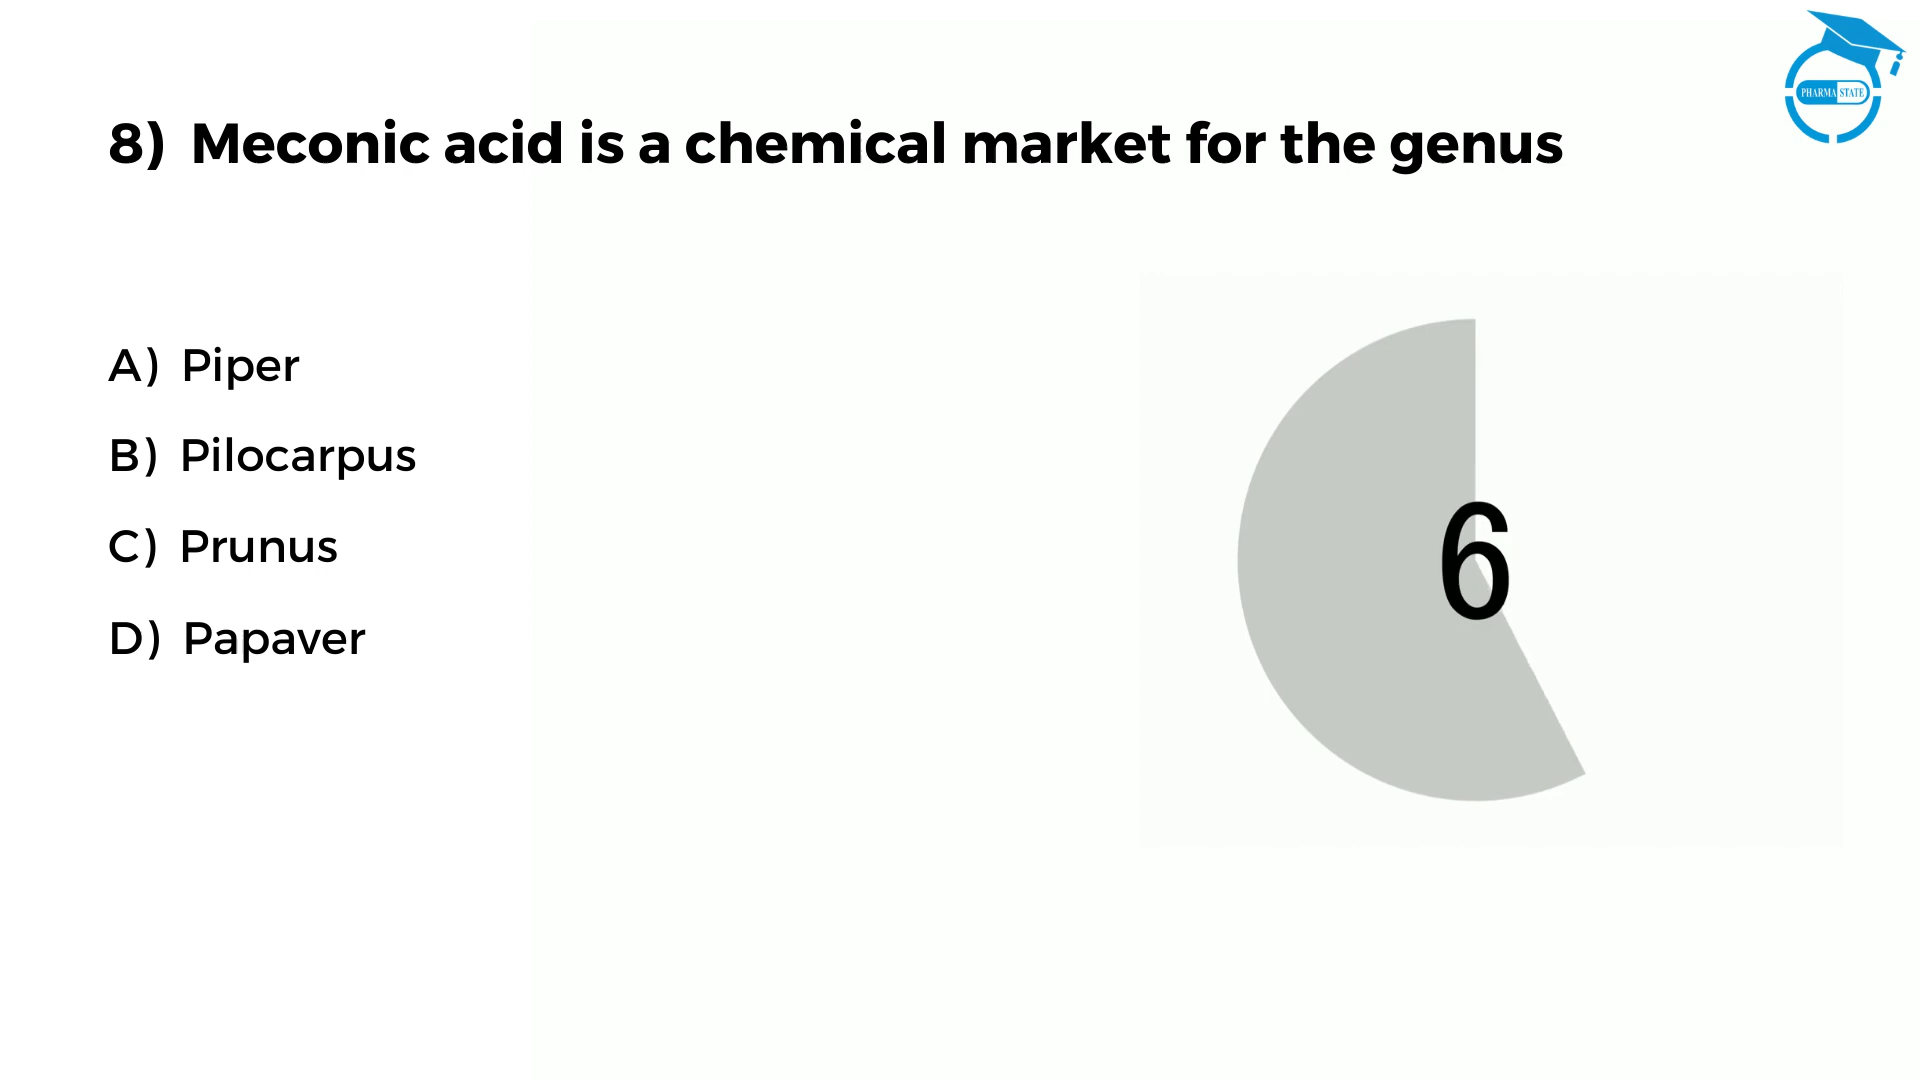 PHARMA STATE
8) Meconic acid is a chemical market for the genus
A) Piper
B) Pilocarpus
C) Prunus
D) Papaver
6